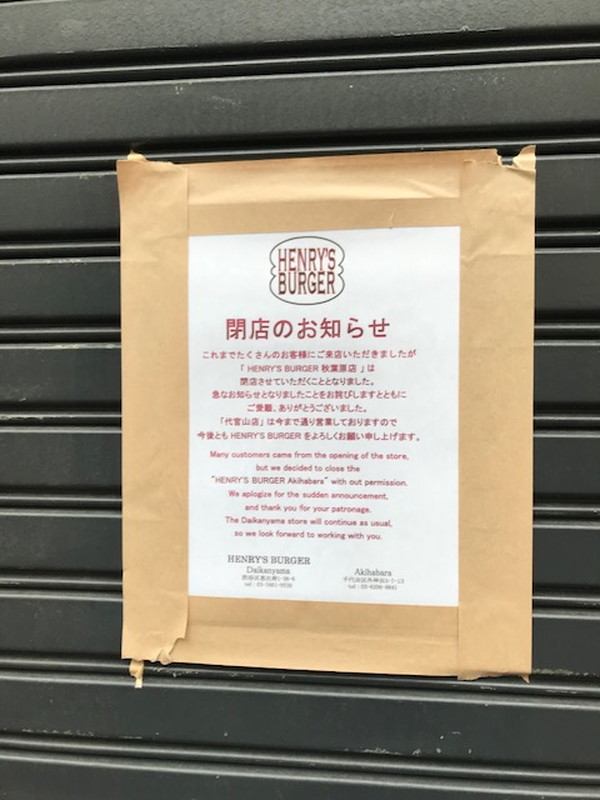 HENRY'S
BURGER
閉店のお知らせ
これまでたくさんのお客様にご来店いただきましたが
「 HENRY'S BURGER 秋葉原店 」は
閉店させていただくこととなりました。
急なお知らせとなりましたことをお詫びしますとともに
ご愛顧、ありがとうございました。
「代官山店」は今まで通り営業しておりますので
今後とも HENRY'S BURGER をよろしくお願い申し上げます。
Many customers came from the opening of the store,
but we decided to close the
"HENRY'S BURGER Akihabara" with out permission.
We aplogize for the sudden announcement,
and thank you for your patronage.
The Daikanyama store will continue as usual,
so we look forward to working with you.
HENRY'S BURGER
Daikanyama
Akihabara